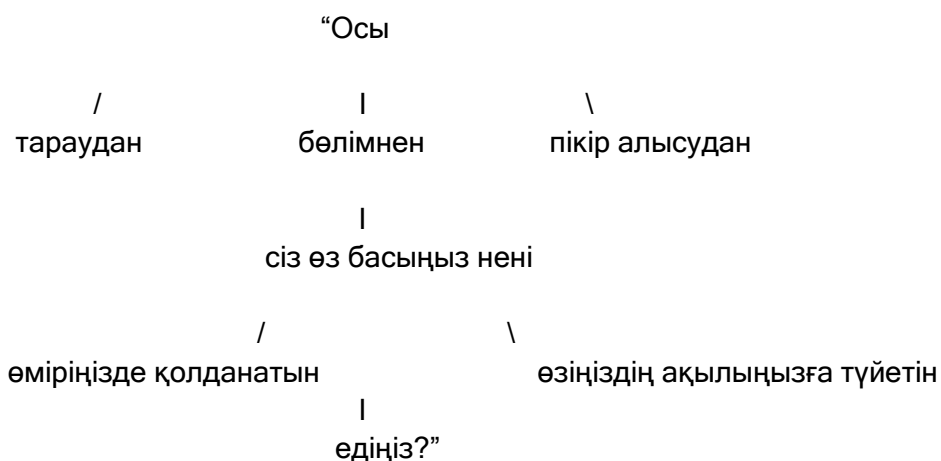 “Осы
/ | \
тараудан бөлімнен пікір алысудан
|
сіз өз басыңыз нені
/ \
өміріңізде қолданатын өзіңіздің ақылыңызға түйетін
|
едіңіз?”